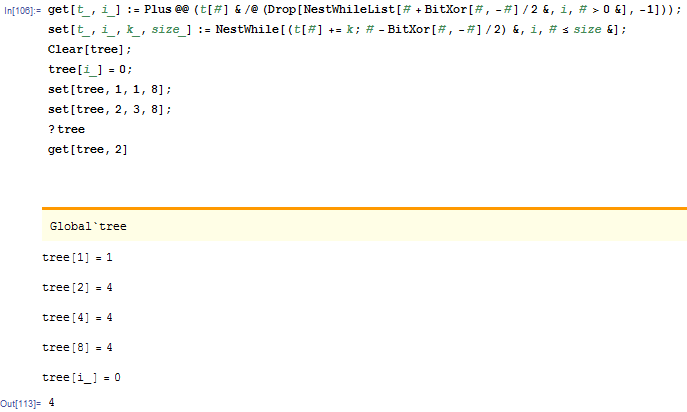 In[106]:= get[t_, i_] := Plus @@ (t[#] & /@ (Drop[NestWhileList[# + BitXor[#, -#] / 2 &, i, # > 0 &], -1]));
set[t_, i_, k_, size_] := NestWhile[(t[#] += k; # - BitXor[#, -#] / 2) &, i, # ≤ size &];
Clear[tree];
tree[i_] = 0;
set[tree, 1, 1, 8];
set[tree, 2, 3, 8];
? tree
get[tree, 2]
Global`tree
tree[1] = 1
tree[2] = 4
tree[4] = 4
tree[8] = 4
tree[i_] = 0
Out[113]= 4